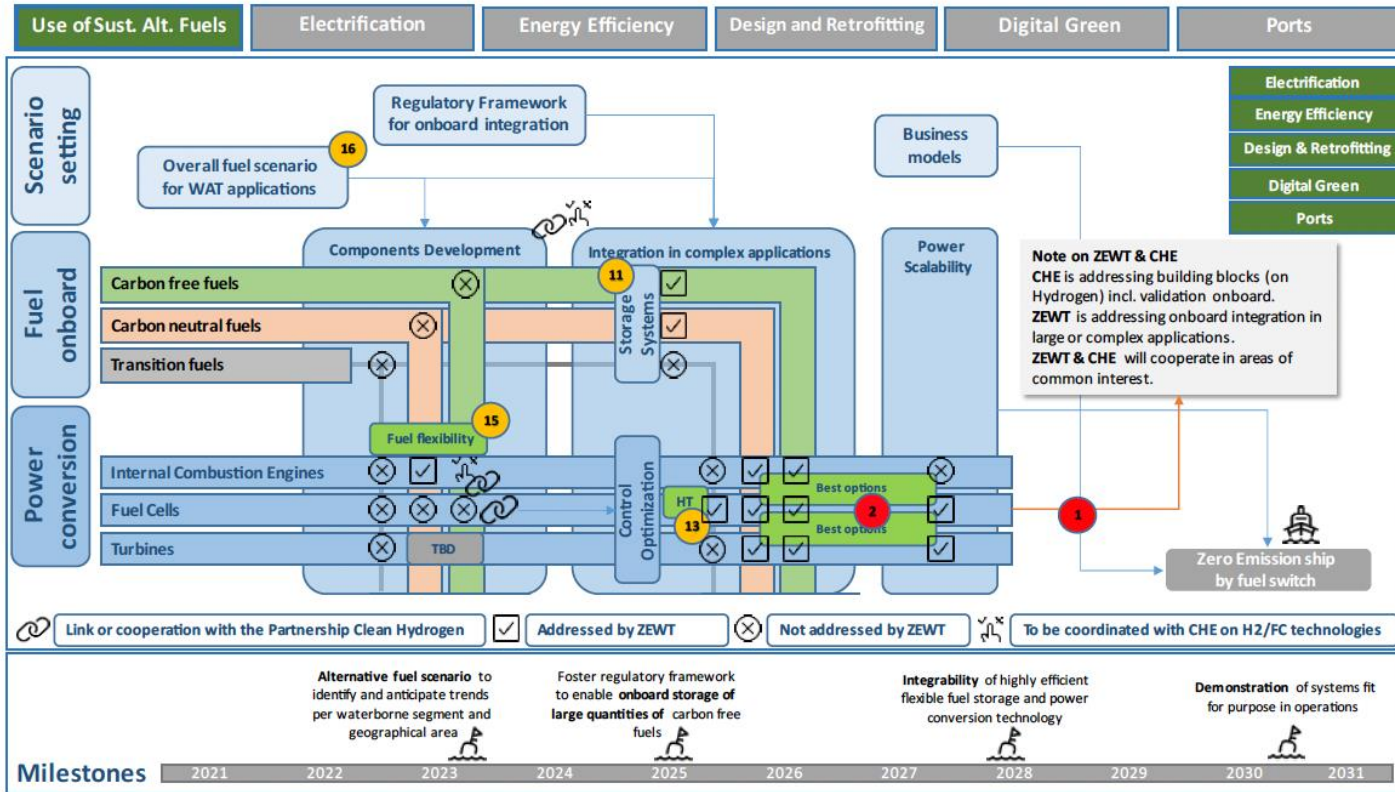 Use of Sust. Alt. Fuels
Electrification
Energy Efficiency
Design and Retrofitting
Digital Green
Ports
Scenario
setting
Regulatory Framework
for onboard integration
16
Overall fuel scenario
for WAT applications
Business
models
Electrification
Energy Efficiency
Design & Retrofitting
Digital Green
Ports
Fuel
onboard
Components Development
Integration in complex applications
Power
Scalability
Note on ZEWT & CHE
CHE is addressing building blocks (on
Hydrogen) incl. validation onboard.
ZEWT is addressing onboard integration in
large or complex applications.
ZEWT & CHE will cooperate in areas of
common interest.
Carbon free fuels
11
Storage
Systems
Carbon neutral fuels
Transition fuels
Power
conversion
15
Fuel flexibility
Internal Combustion Engines
Control
Optimization
Best options
Fuel Cells
HT
2
1
13
Best options
Turbines
TBD
Zero Emission ship
by fuel switch
Link or cooperation with the Partnership Clean Hydrogen
Addressed by ZEWT
Not addressed by ZEWT
To be coordinated with CHE on H2/FC technologies
Alternative fuel scenario to
identify and anticipate trends
per waterborne segment and
geographical area
Foster regulatory framework
to enable onboard storage of
large quantities of carbon free
fuels
Integrability of highly efficient
flexible fuel storage and power
conversion technology
Demonstration of systems fit
for purpose in operations
Milestones
2021
2022
2023
2024
2025
2026
2027
2028
2029
2030
2031